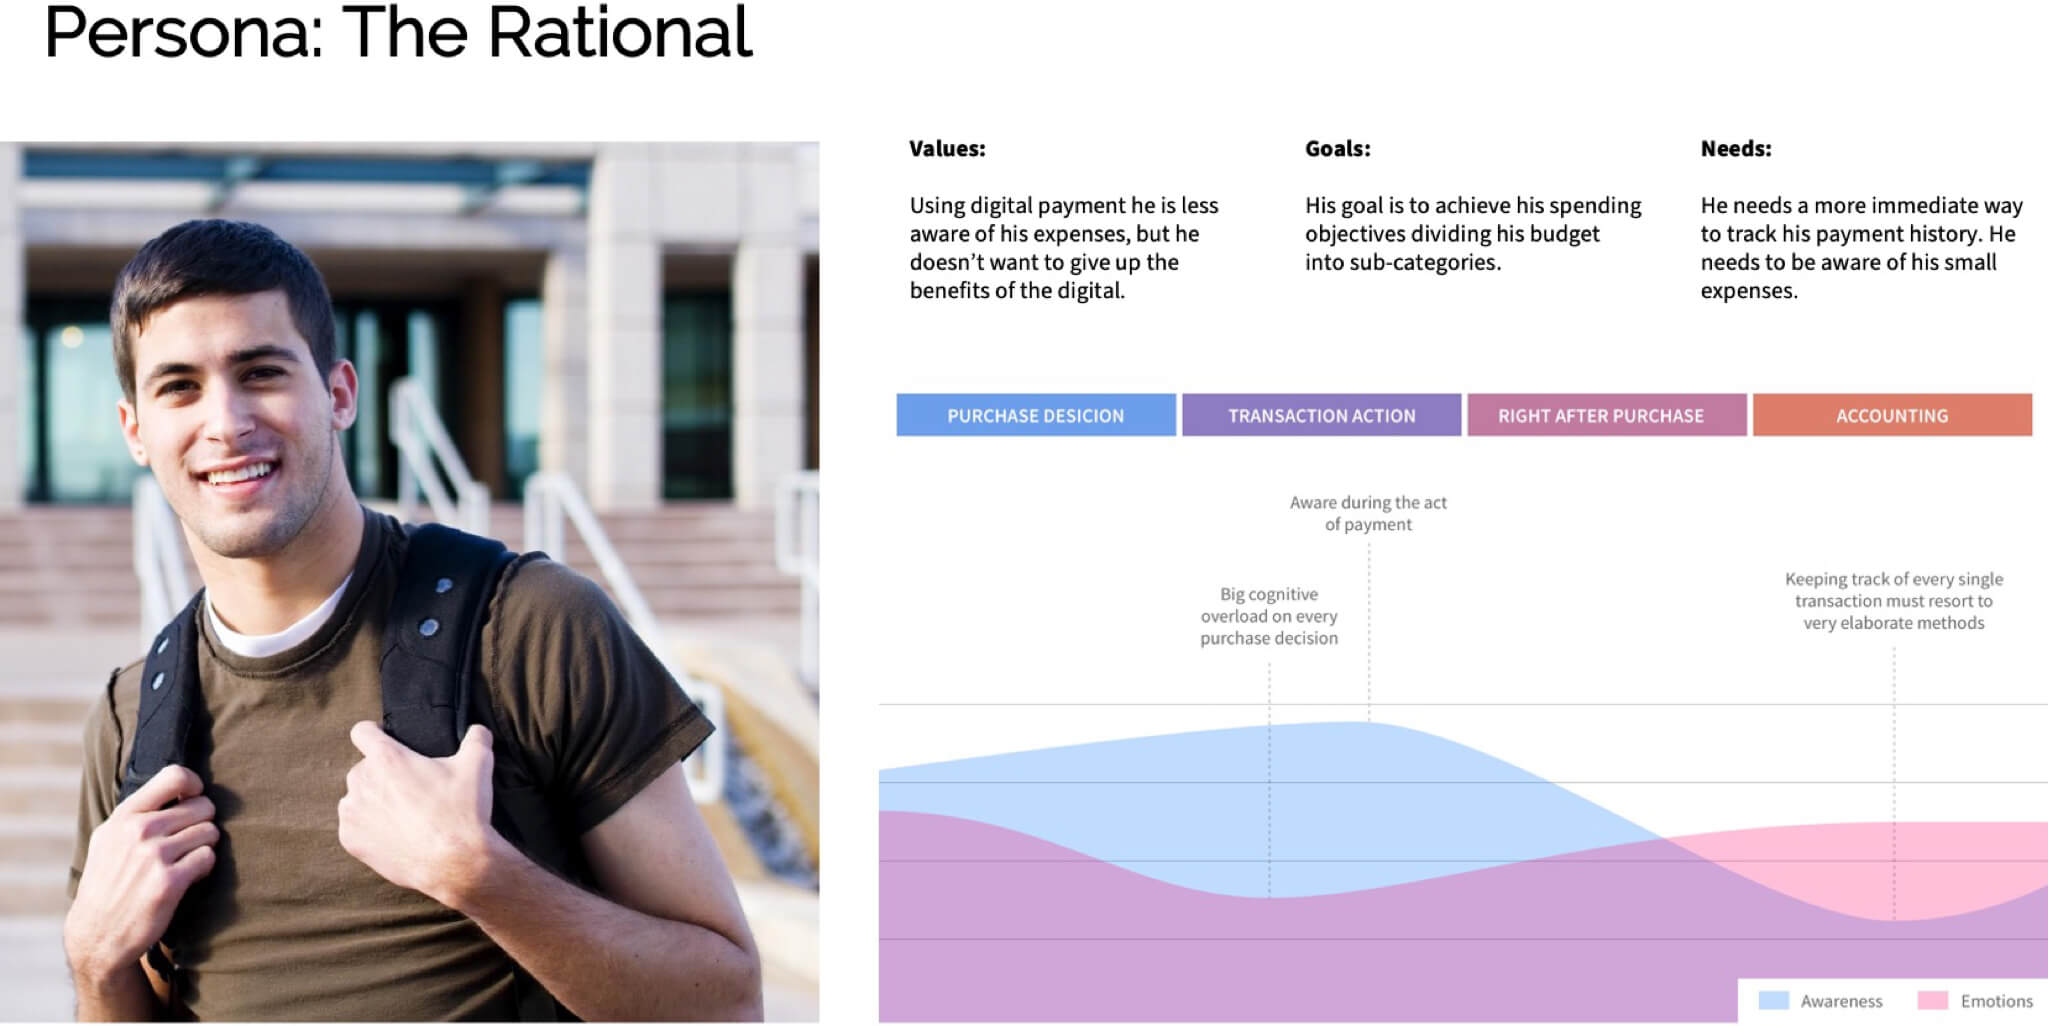 Persona: The Rational
Values:
Using digital payment he is less
aware of his expenses, but he
doesn't want to give up the
benefits of the digital.
Goals:
His goal is to achieve his spending
objectives dividing his budget
into sub-categories.
Needs:
He needs a more immediate way
to track his payment history. He
needs to be aware of his small
expenses.
PURCHASE DESICION
TRANSACTION ACTION
RIGHT AFTER PURCHASE
ACCOUNTING
Aware during the act
of payment
Big cognitive
overload on every
purchase decision
Keeping track of every single
transaction must resort to
very elaborate methods
Awareness
Emotions